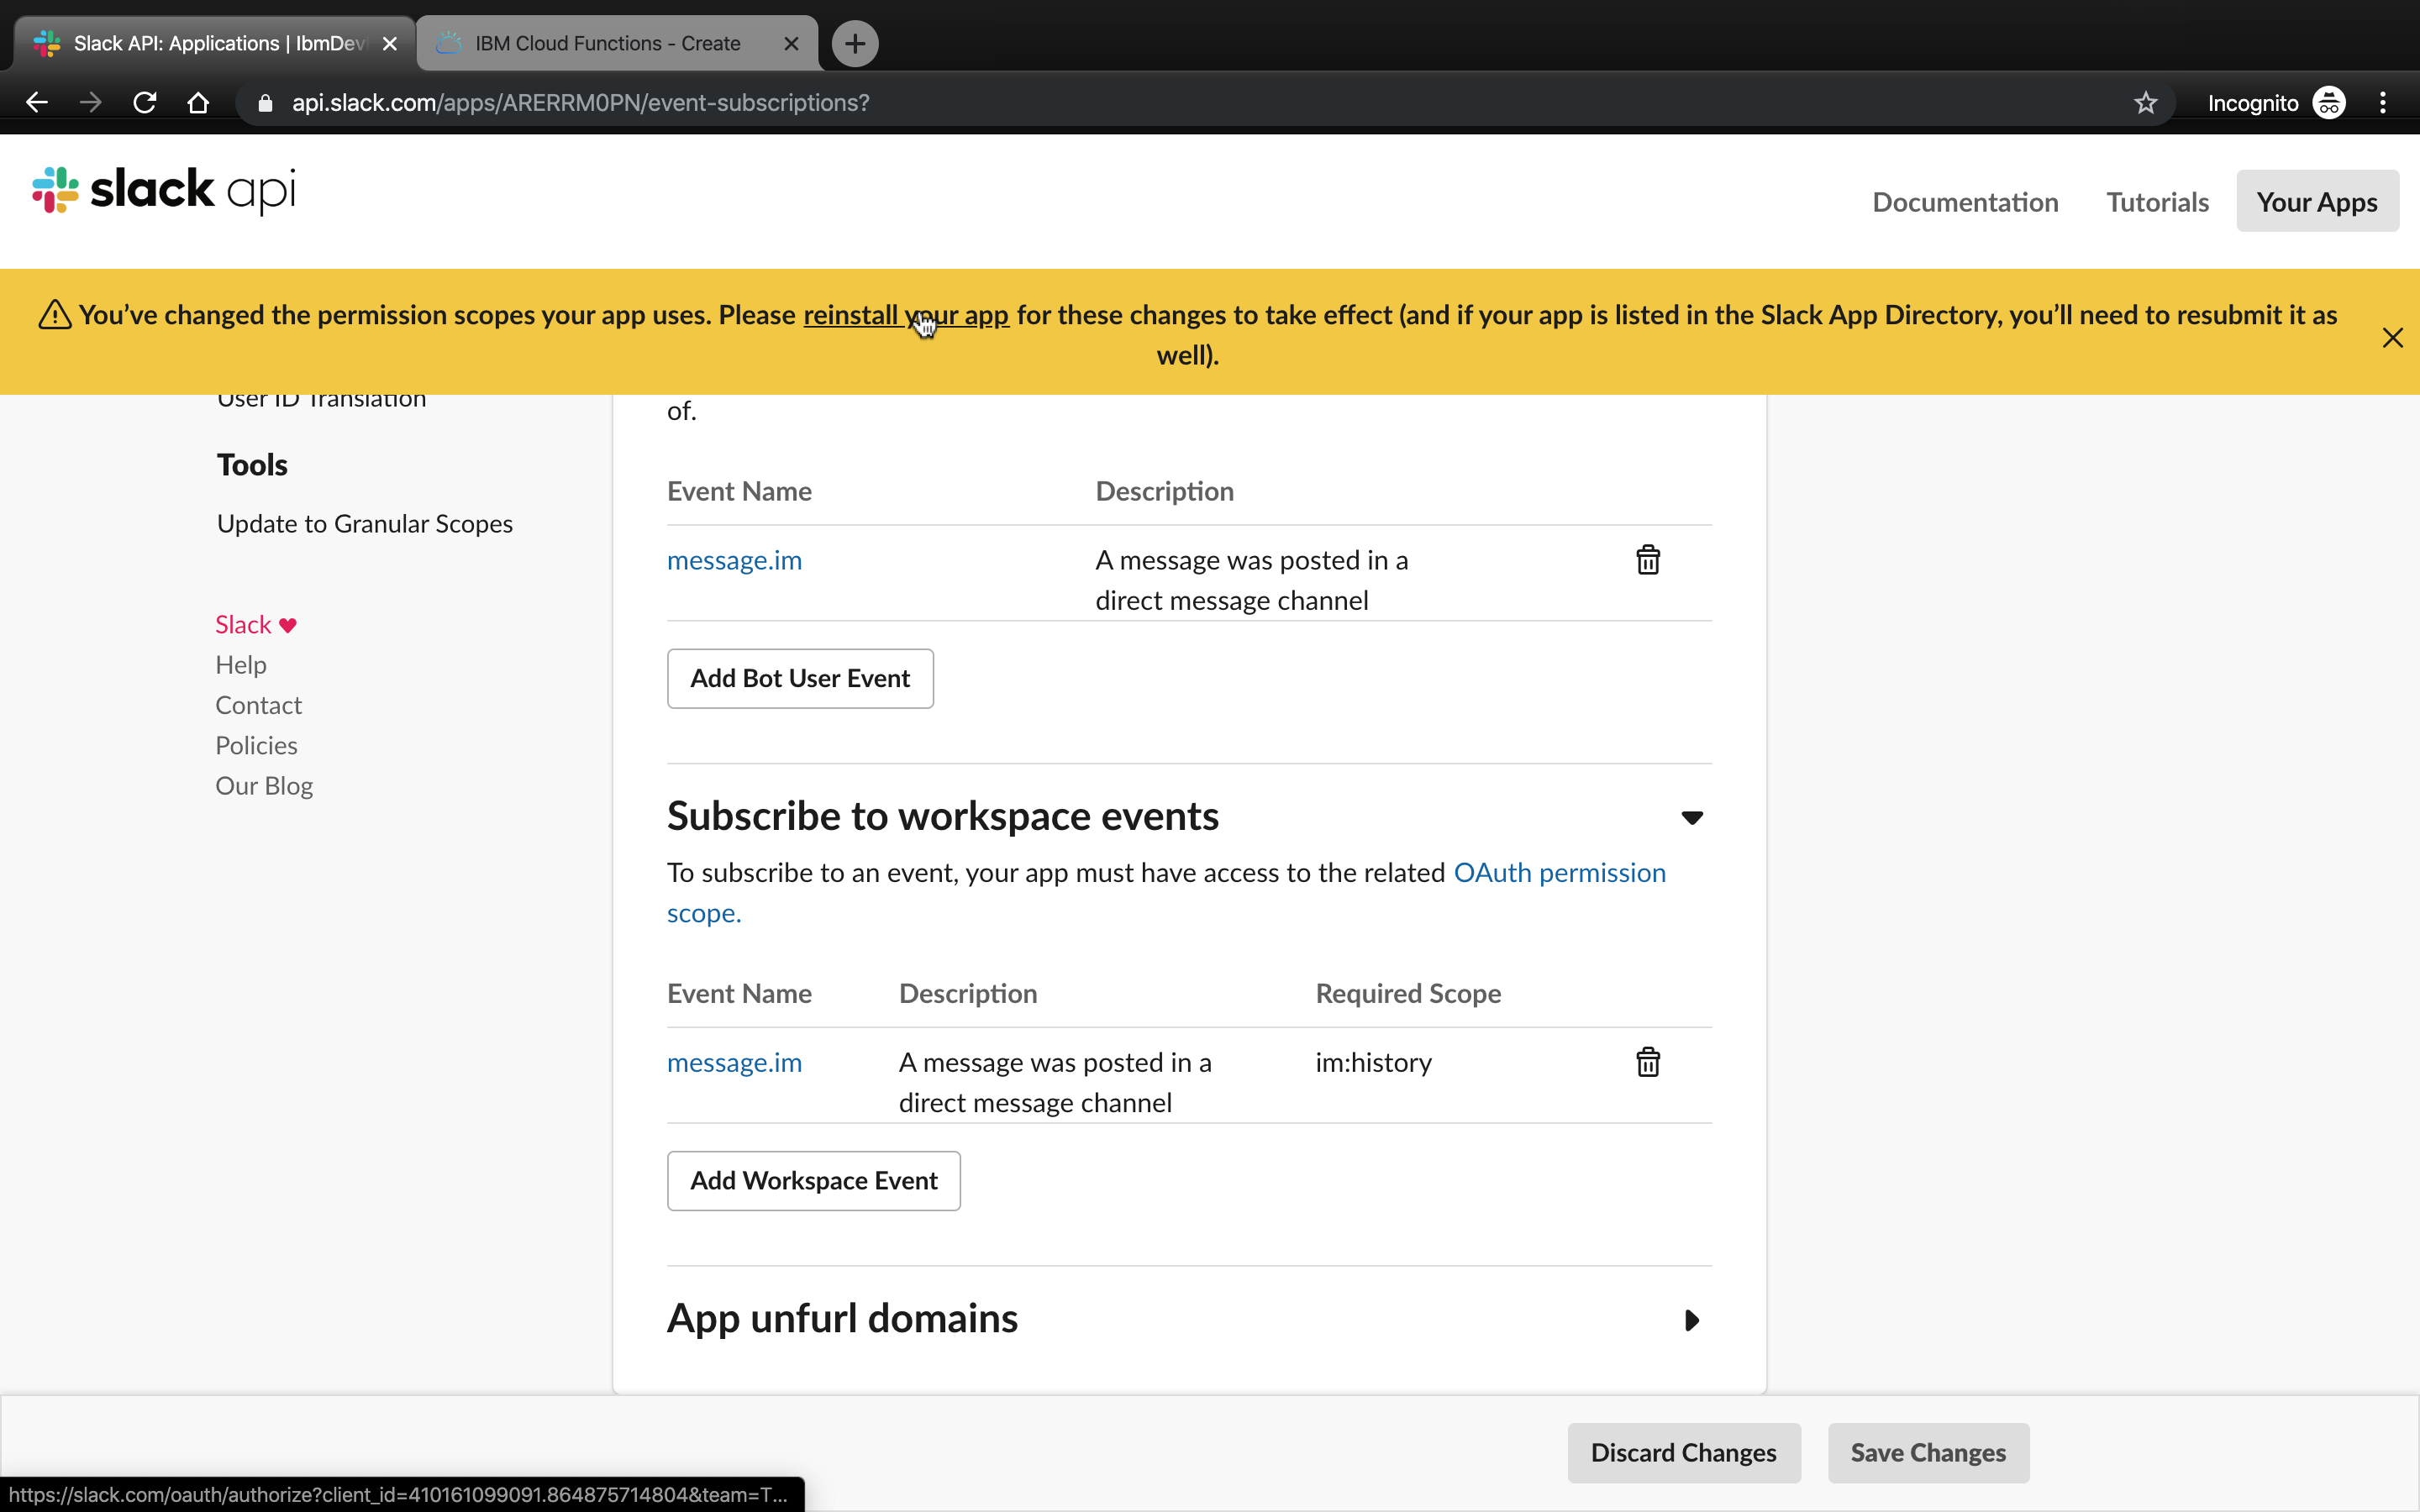 Slack API: Applications | IbmDev
IBM Cloud Functions - Create
api.slack.com/apps/ARERRM0PN/event-subscriptions?
Incognito
slack api
Documentation
Tutorials
Your Apps
You’ve changed the permission scopes your app uses. Please reinstall your app for these changes to take effect (and if your app is listed in the Slack App Directory, you’ll need to resubmit it as
well).
User ID Translation
Tools
Update to Granular Scopes
Slack ♥
Help
Contact
Policies
Our Blog
of.
Event Name Description
message.im A message was posted in a
direct message channel
Add Bot User Event
Subscribe to workspace events
To subscribe to an event, your app must have access to the related OAuth permission
scope.
Event Name Description Required Scope
message.im A message was posted in a im:history
direct message channel
Add Workspace Event
App unfurl domains
Discard Changes Save Changes
https://slack.com/oauth/authorize?client_id=410161099091.864875714804&team=T...